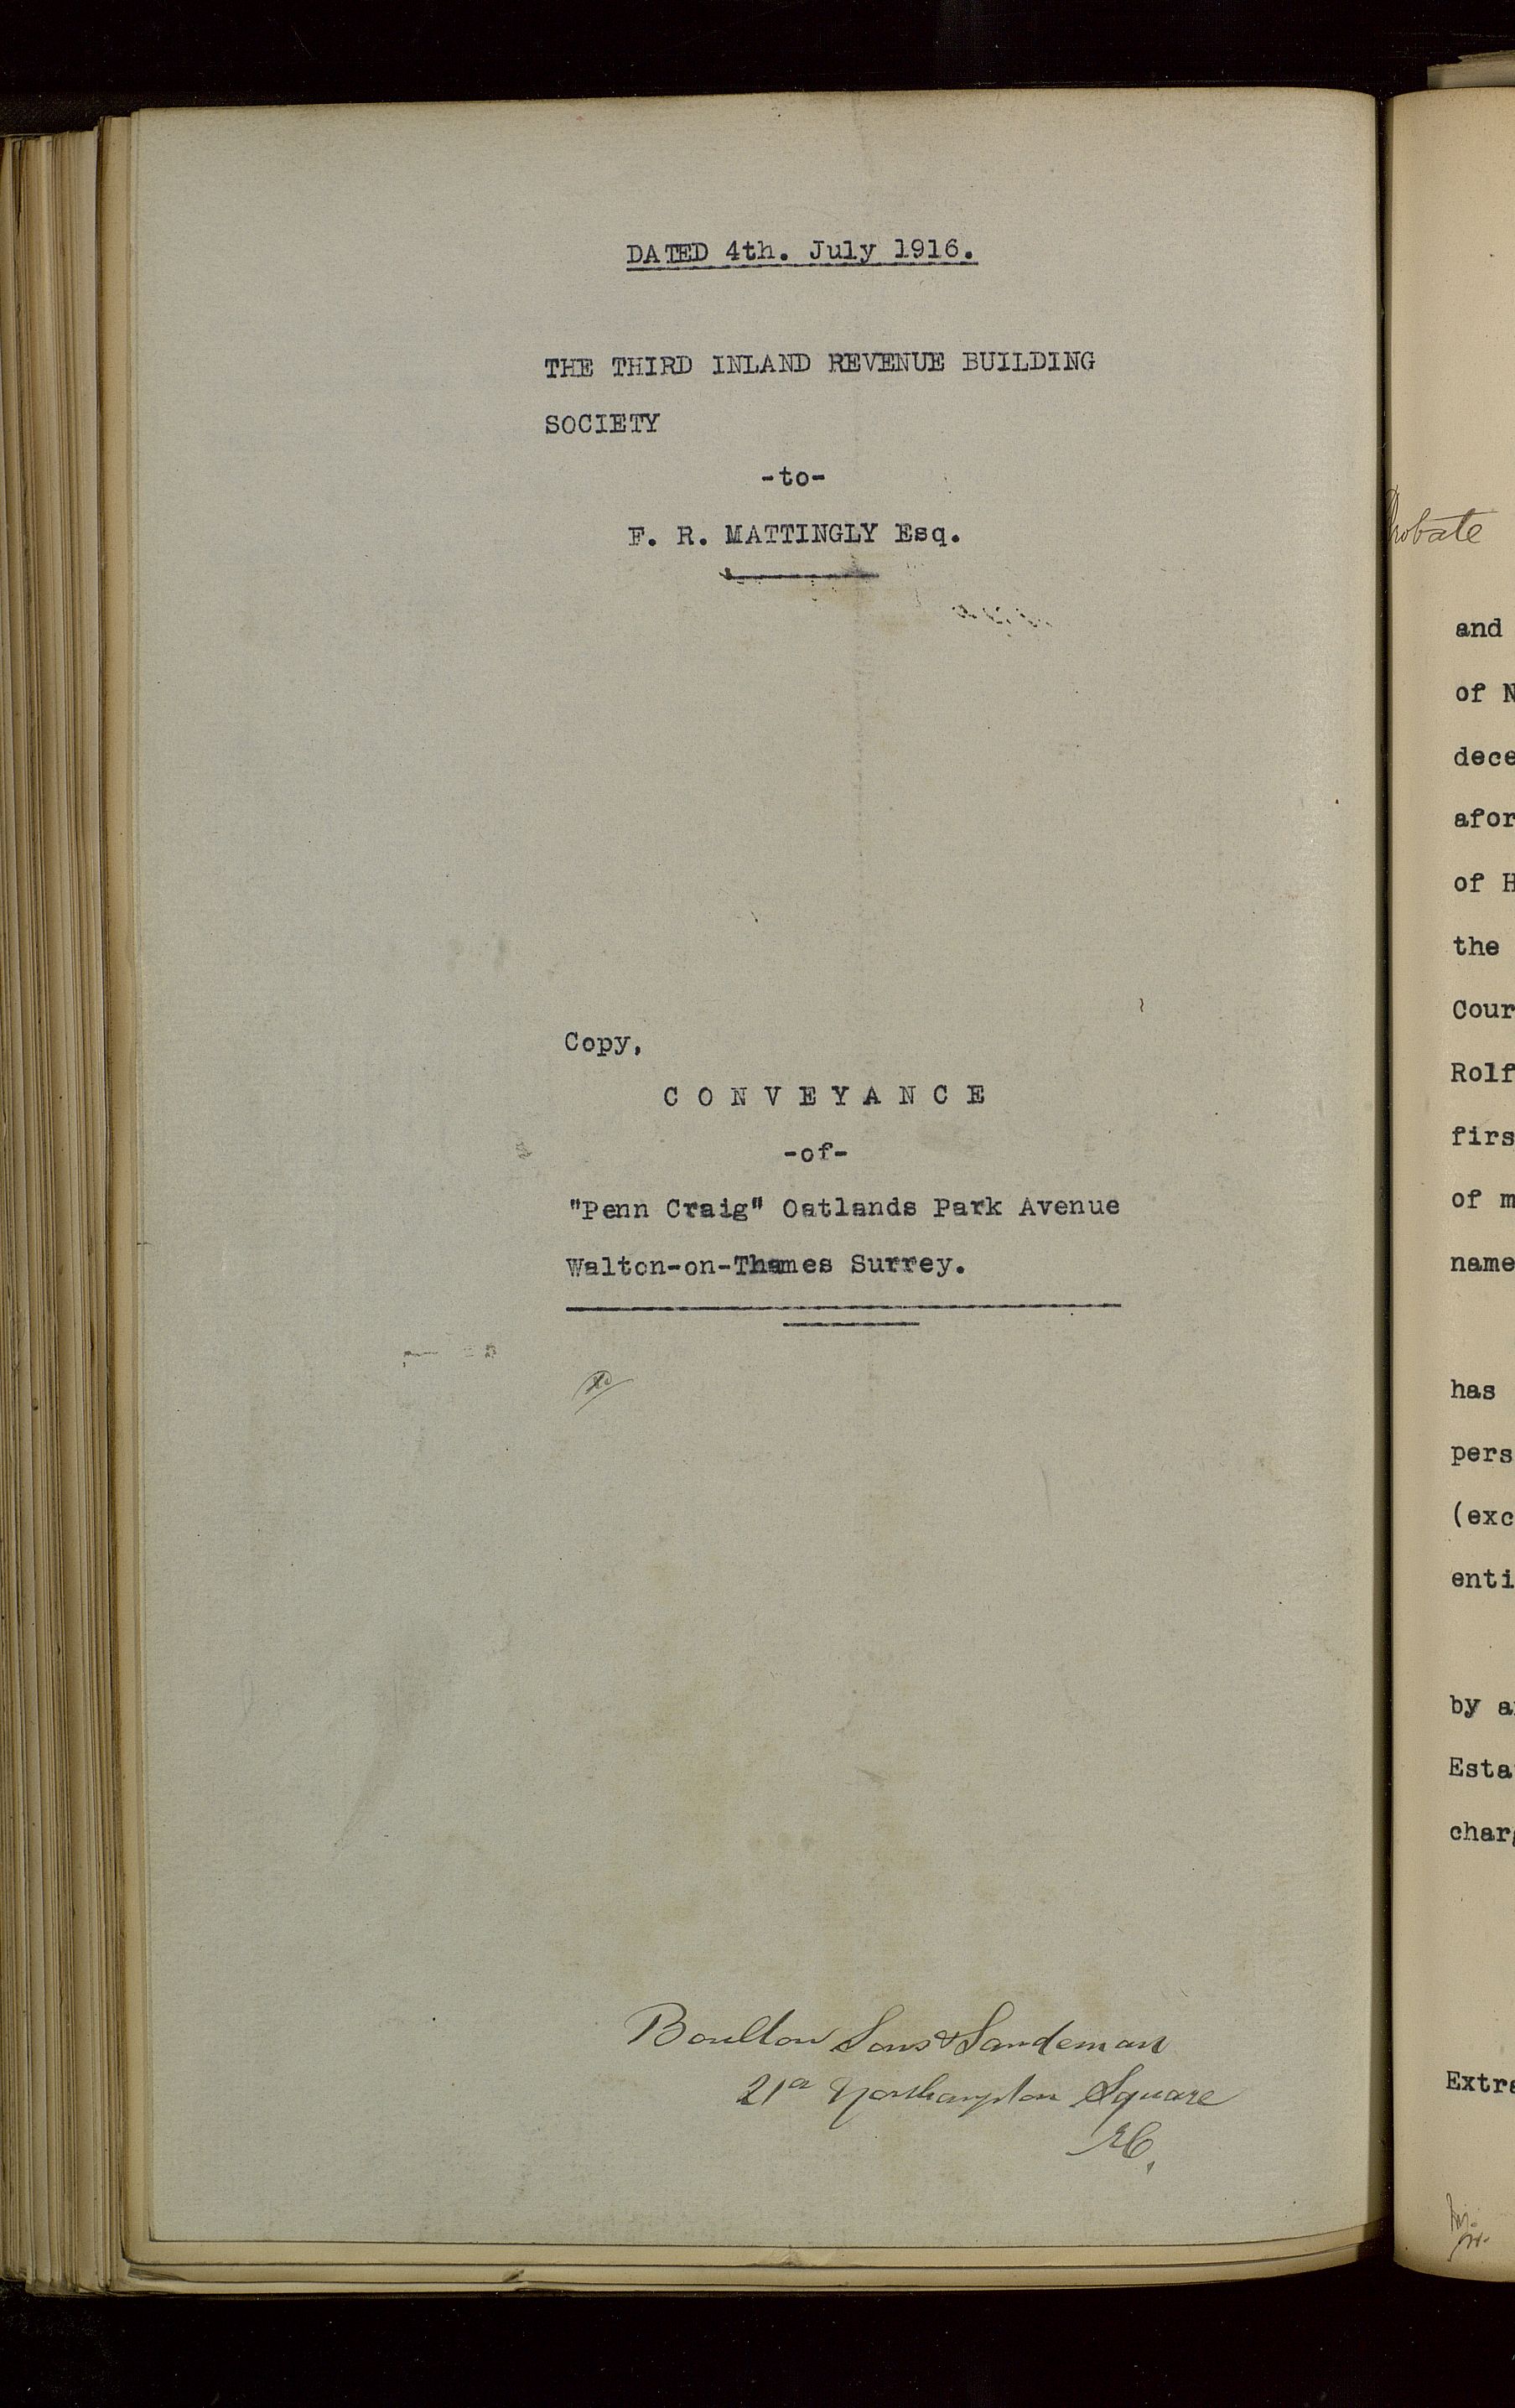 DATED 4th. July 1916.
THE THIRD INLAND REVENUE BUILDING
SOCIETY
-to-
F. R. MATTINGLY Esq.
Copy,
C O N V E Y A N C E
-of-
"Penn Craig" Oatlands Park Avenue
Walton-on-Thames Surrey.
Boulton Sons & Sandeman
21a Northampton Square
E.C.
Probate
and
of N
dece
afor
of H
the
Cour
Rolf
firs
of m
name
has
pers
(exc
enti
by a
Esta
charg
Extra